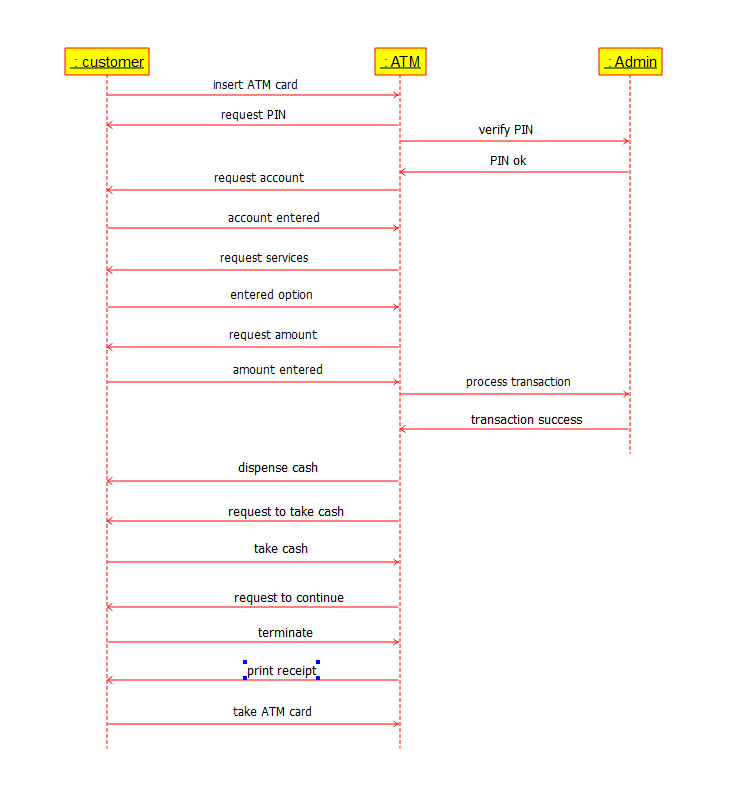 : customer
: ATM
: Admin
insert ATM card
request PIN
verify PIN
PIN ok
request account
account entered
request services
entered option
request amount
amount entered
process transaction
transaction success
dispense cash
request to take cash
take cash
request to continue
terminate
print receipt
take ATM card